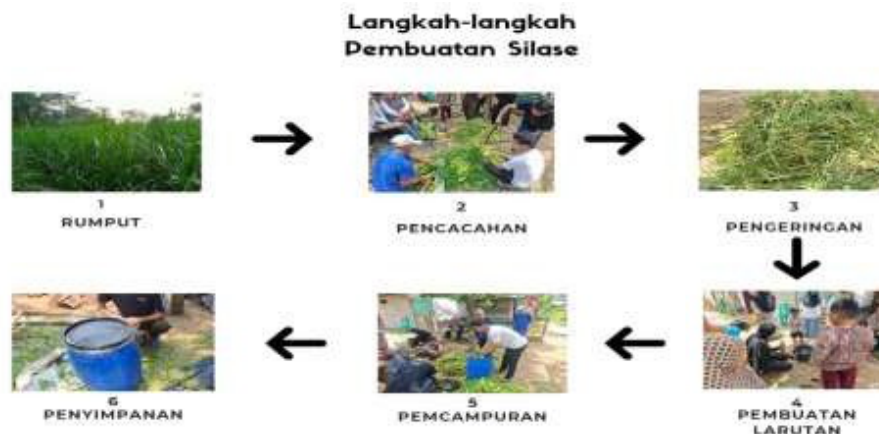 Langkah-langkah
Pembuatan Silase
1
RUMPUT
2
PENCACAHAN
3
PENGERINGAN
4
PEMBUATAN
LARUTAN
5
PEMCAMPURAN
6
PENYIMPANAN